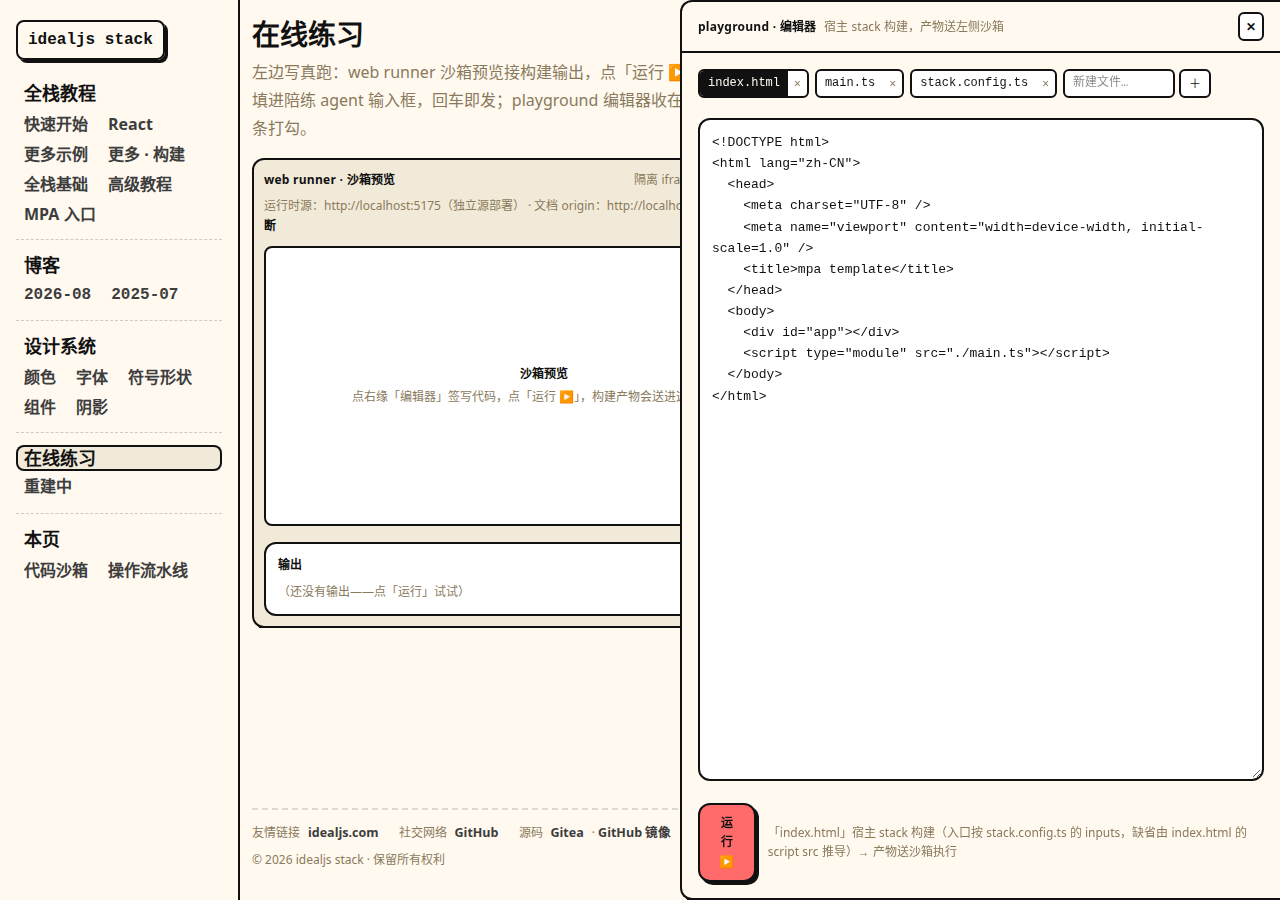 idealjs stack
全栈教程
快速开始 React
更多示例 更多 · 构建
全栈基础 高级教程
MPA 入口
博客
2026-08 2025-07
设计系统
颜色 字体 符号形状
组件 阴影
在线练习
重建中
本页
代码沙箱 操作流水线
在线练习
左边写真跑：web runner 沙箱预览接构建输出，点「运行 ▶️
填进陪练 agent 输入框，回车即发；playground 编辑器收在
条打勾。
web runner · 沙箱预览 隔离 ifra
运行时源：http://localhost:5175（独立源部署） · 文档 origin：http://localho
断
沙箱预览
点右缘「编辑器」签写代码，点「运行 ▶️」，构建产物会送进这
输出
（还没有输出——点「运行」试试）
友情链接 idealjs.com 社交网络 GitHub 源码 Gitea · GitHub 镜像
© 2026 idealjs stack · 保留所有权利
playground · 编辑器 宿主 stack 构建，产物送左侧沙箱 ×
index.html × main.ts × stack.config.ts × 新建文件… ＋
<!DOCTYPE html>
<html lang="zh-CN">
  <head>
    <meta charset="UTF-8" />
    <meta name="viewport" content="width=device-width, initial-
scale=1.0" />
    <title>mpa template</title>
  </head>
  <body>
    <div id="app"></div>
    <script type="module" src="./main.ts"></script>
  </body>
</html>
运
行
▶️
「index.html」宿主 stack 构建（入口按 stack.config.ts 的 inputs，缺省由 index.html 的
script src 推导）→ 产物送沙箱执行